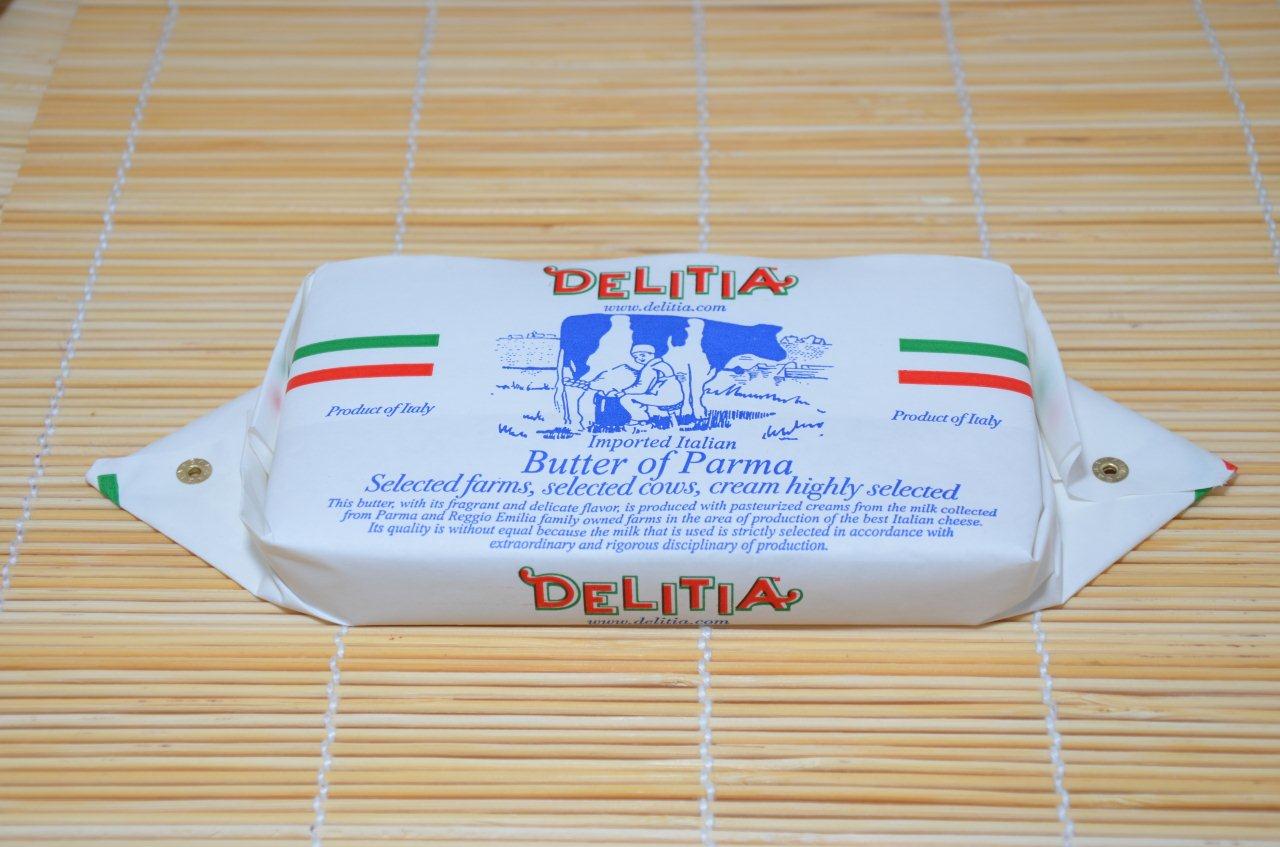 DELITIA
www.delitia.com
Product of Italy
Product of Italy
Imported Italian
Butter of Parma
Selected farms, selected cows, cream highly selected
This butter, with its fragrant and delicate flavor, is produced with pasteurized creams from the milk collected
from Parma and Reggio Emilia family owned farms in the area of production of the best Italian cheese.
Its quality is without equal because the milk that is used is strictly selected in accordance with
extraordinary and rigorous disciplinary of production.
DELITIA
www.delitia.com